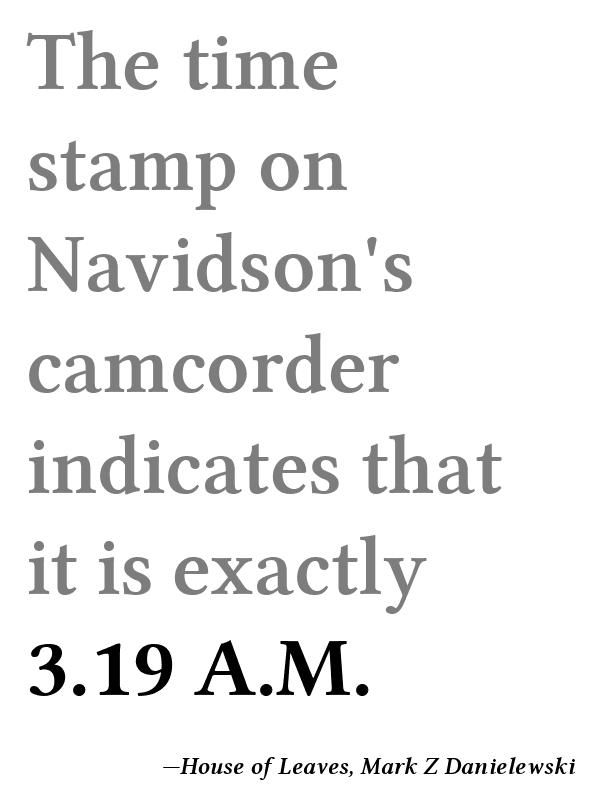 The time
stamp on
Navidson's
camcorder
indicates that
it is exactly
3.19 A.M.
—House of Leaves, Mark Z Danielewski